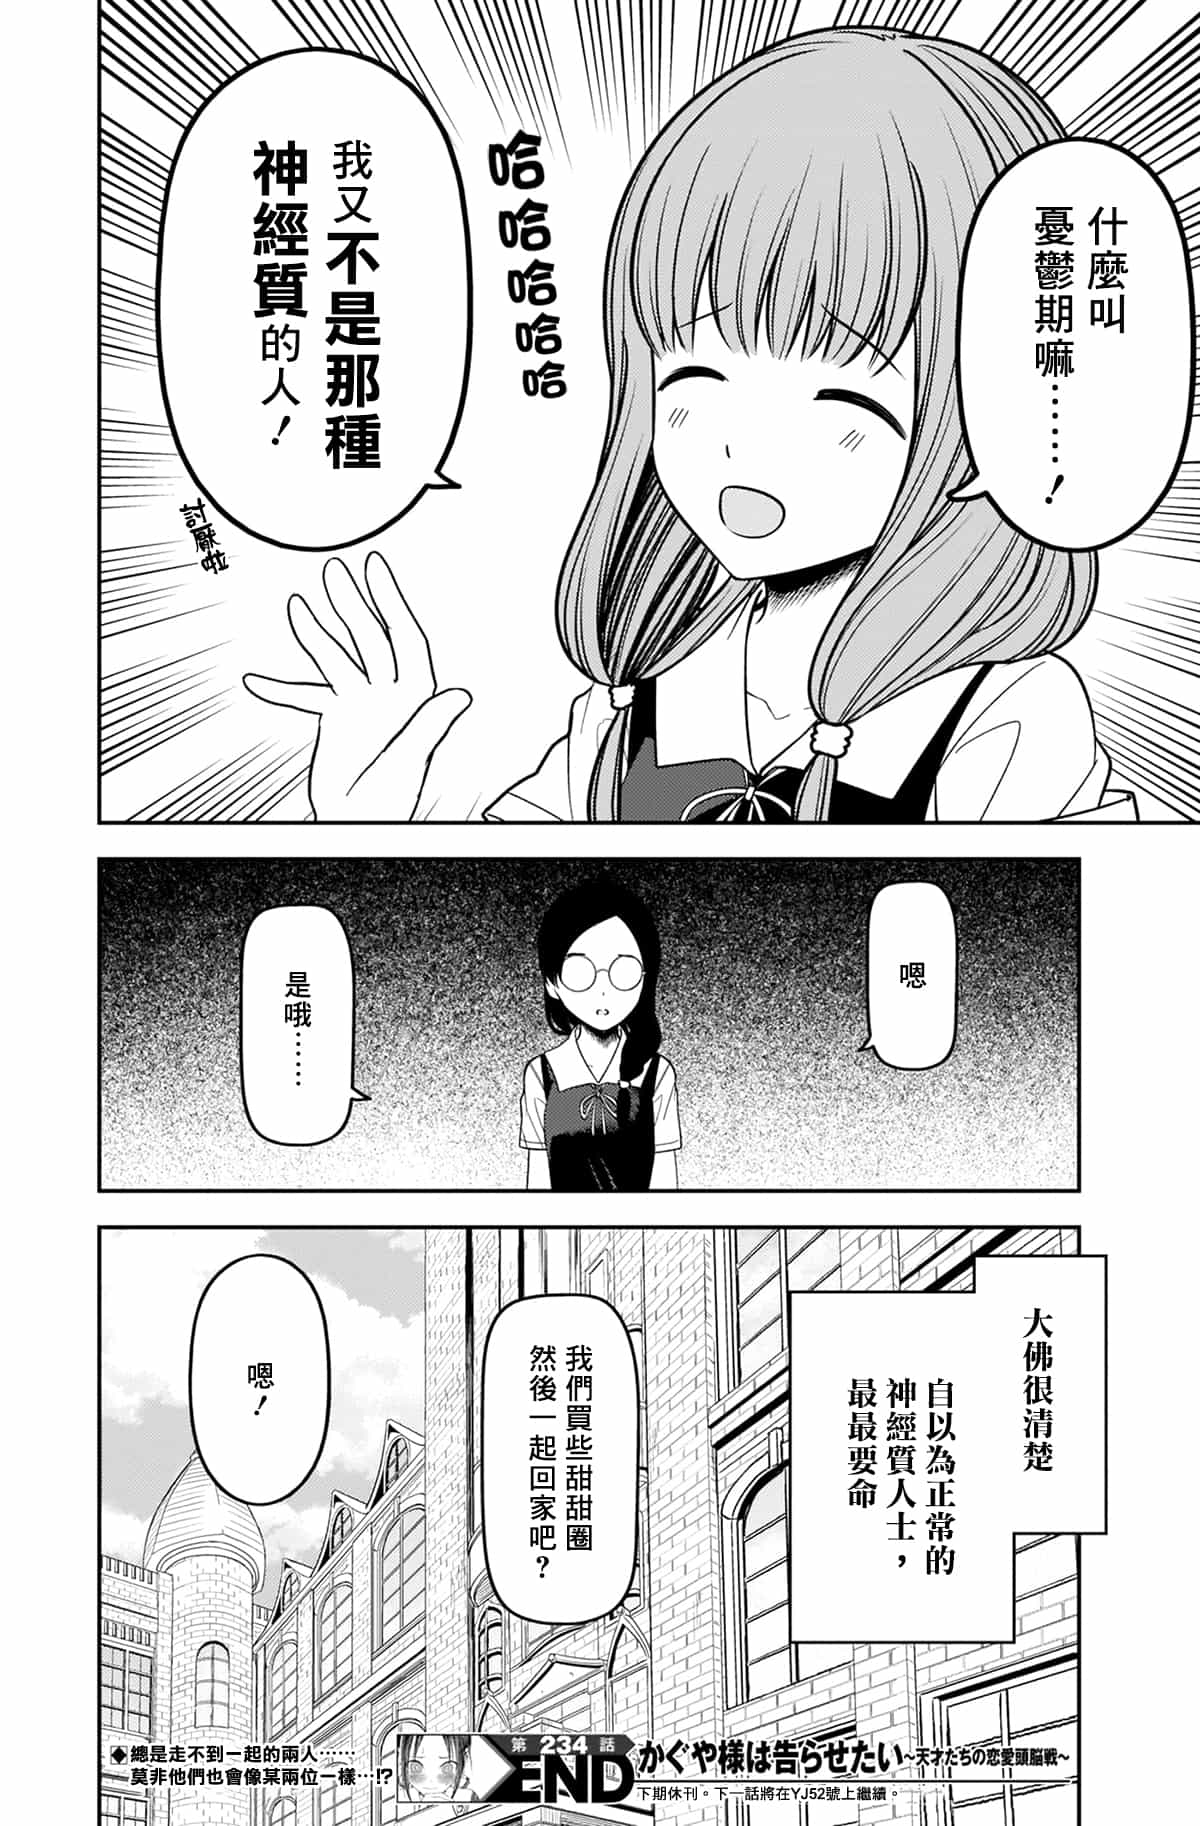 什麼叫
憂鬱期嘛……！
哈哈哈哈哈
我又不是那種
神經質的人！
討厭啦
嗯
是哦……
大佛很清楚
自以為正常的
神經質人士，
最最要命
我們買些甜甜圈
然後一起回家吧？
嗯！
◆總是走不到一起的兩人……
莫非他們也會像某兩位一樣…!?
第234話
END
かぐや様は告らせたい～天才たちの恋愛頭脳戦～
下期休刊。下一話將在YJ52號上繼續。